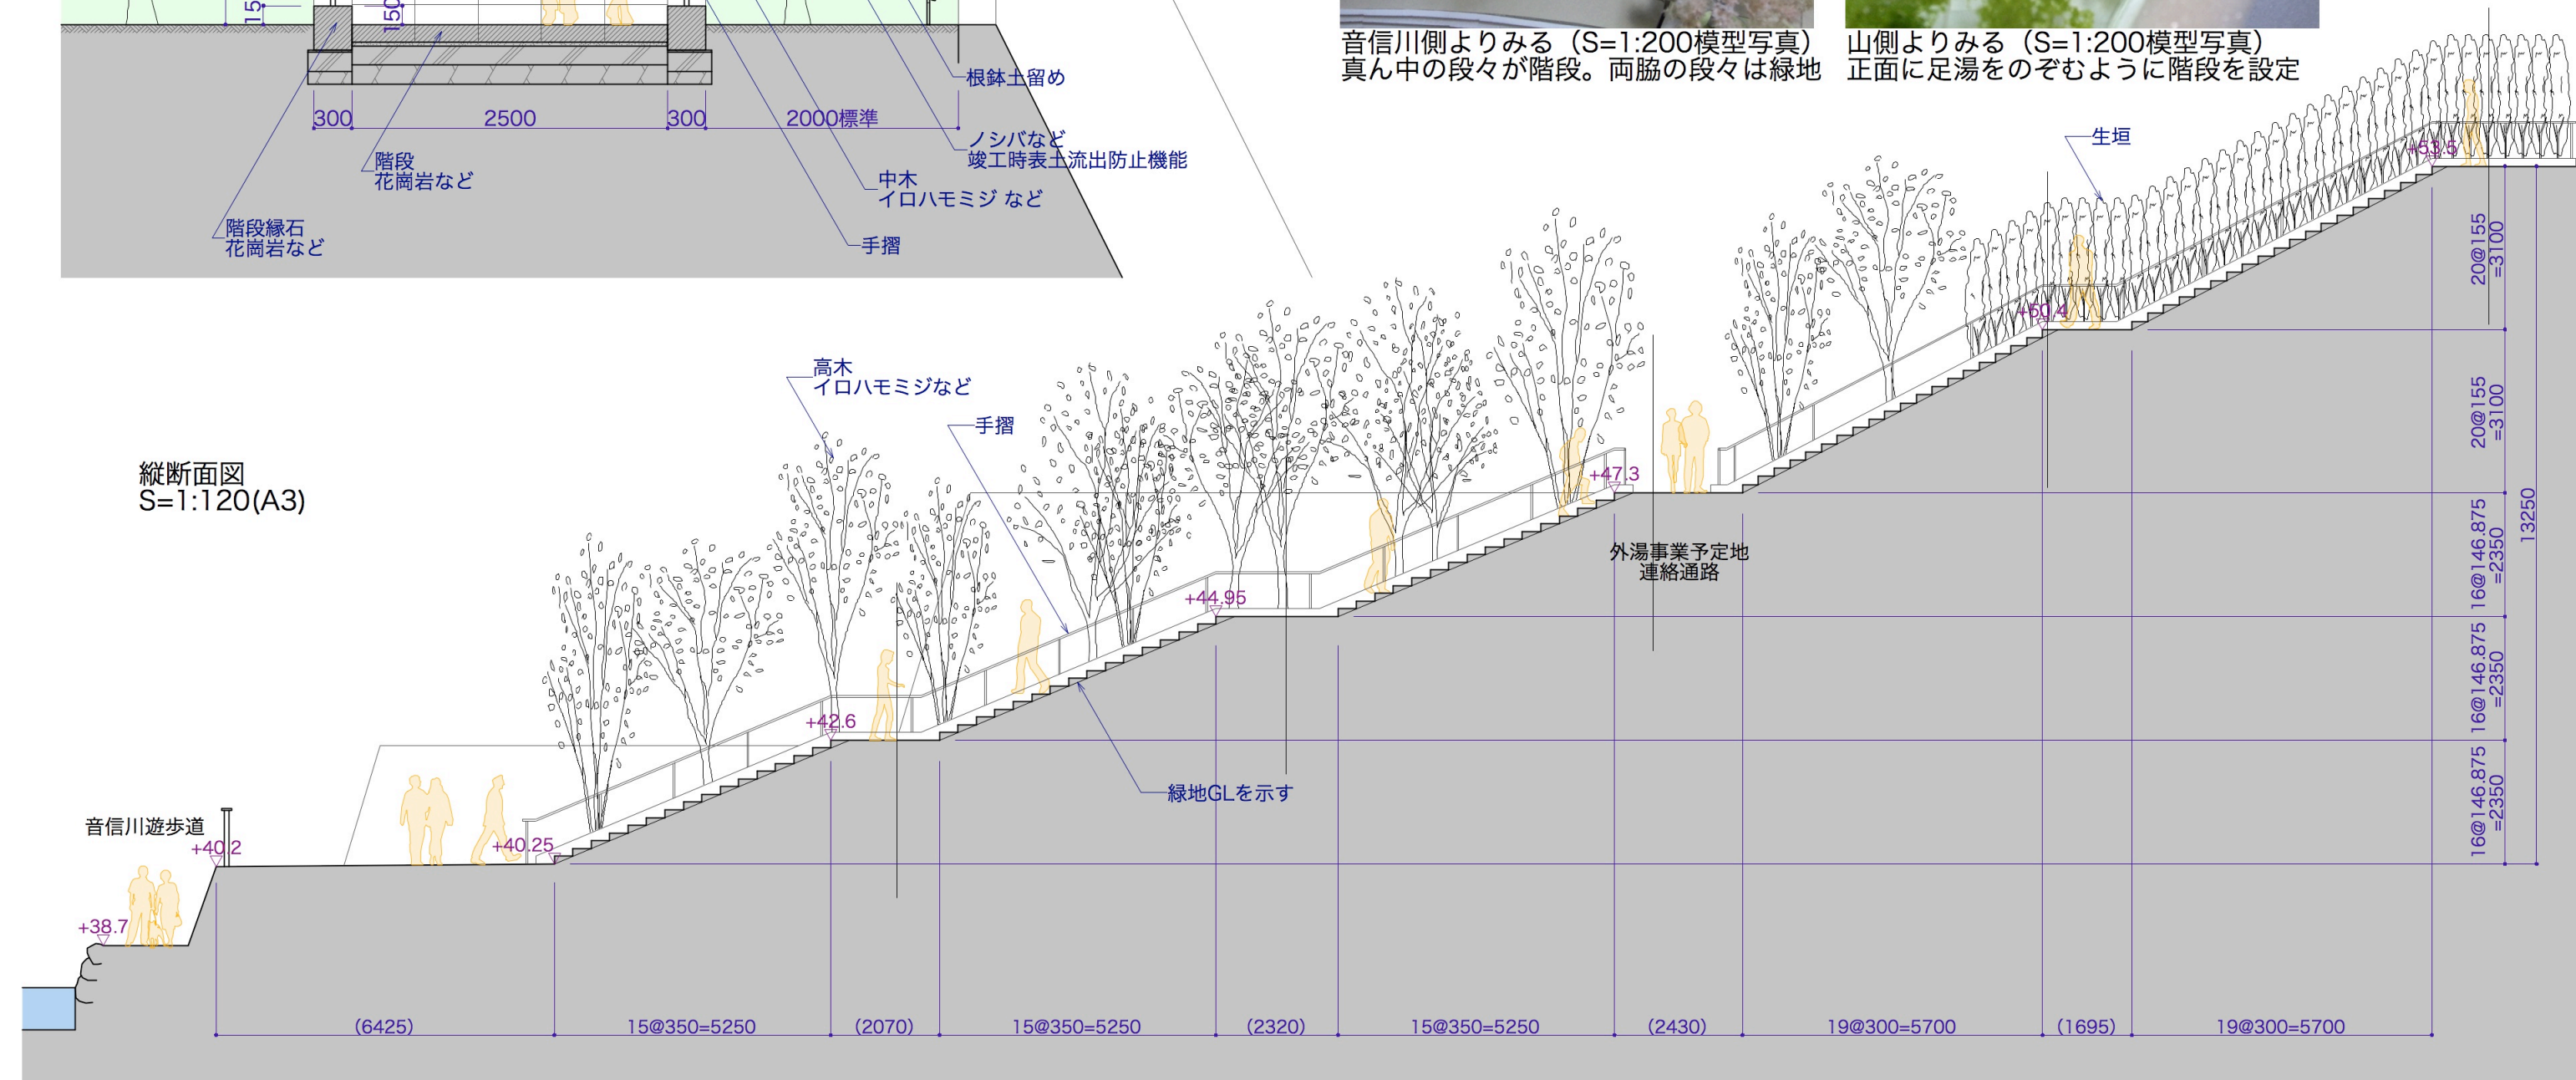 150
300
2500
300
2000標準
根鉢土留め
ノシバなど
竣工時表土流出防止機能
中木
イロハモミジ など
手摺
階段
花崗岩など
階段縁石
花崗岩など
音信川側よりみる（S=1:200模型写真）
真ん中の段々が階段。両脇の段々は緑地
山側よりみる（S=1:200模型写真）
正面に足湯をのぞむように階段を設定
縦断面図
S=1:120(A3)
生垣
高木
イロハモミジなど
手摺
緑地GLを示す
外湯事業予定地
連絡通路
音信川遊歩道
+38.7
+40.2
+40.25
+42.6
+44.95
+47.3
+50.4
+53.5
20@155
=3100
20@155
=3100
16@146.875
=2350
16@146.875
=2350
16@146.875
=2350
13250
(6425)
15@350=5250
(2070)
15@350=5250
(2320)
15@350=5250
(2430)
19@300=5700
(1695)
19@300=5700